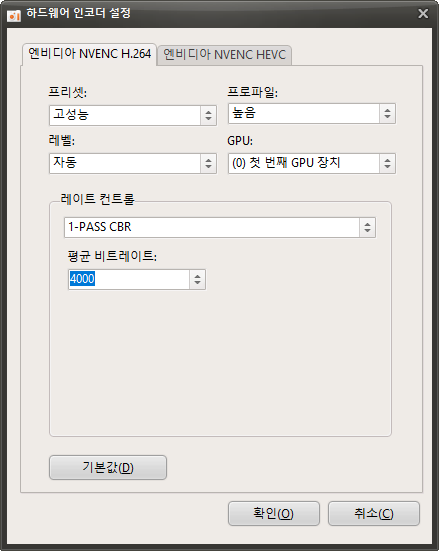 하드웨어 인코더 설정
엔비디아 NVENC H.264 엔비디아 NVENC HEVC
프리셋: 프로파일:
고성능 높음
레벨: GPU:
자동 (0) 첫 번째 GPU 장치
레이트 컨트롤
1-PASS CBR
평균 비트레이트:
4000
기본값(D)
확인(O) 취소(C)